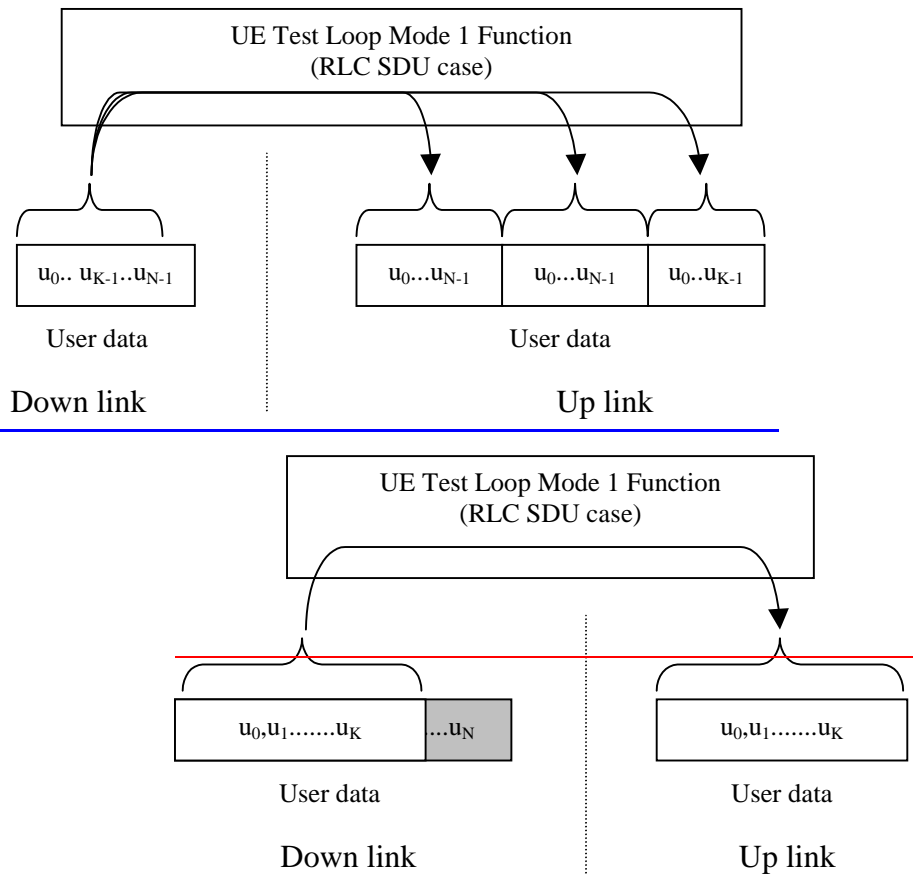 UE Test Loop Mode 1 Function
(RLC SDU case)
u0.. uK-1..uN-1
u0...uN-1
u0...uN-1
u0..uK-1
User data
User data
Down link
Up link
UE Test Loop Mode 1 Function
(RLC SDU case)
u0,u1.......uK
....uN
u0,u1.......uK
User data
User data
Down link
Up link